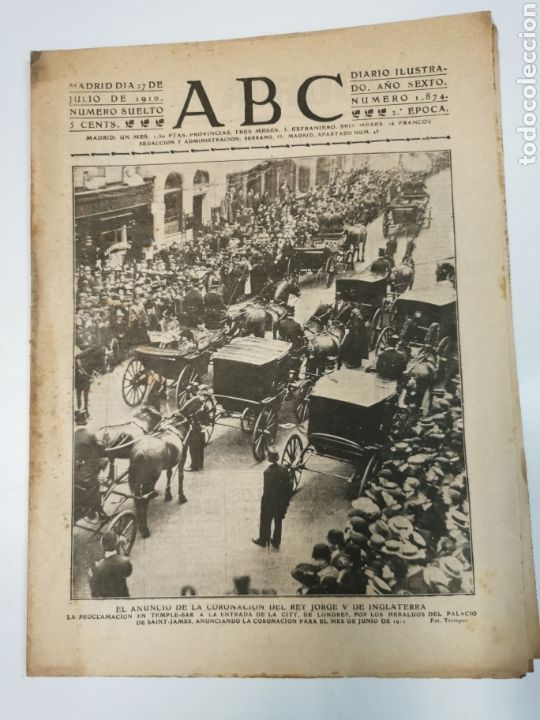 MADRID DIA 27 DE
JULIO DE 1910.
NUMERO SUELTO
5 CENTS.
ABC
DIARIO ILUSTRA-
DO. AÑO SEXTO.
NUMERO 1.874.
2.ª EPOCA.
MADRID: UN MES, 1,50 PTAS. PROVINCIAS, TRES MESES, 5. EXTRANJERO, SEIS MESES, 16 FRANCOS
REDACCION Y ADMINISTRACION: SERRANO, 55, MADRID. APARTADO NUM. 43
EL ANUNCIO DE LA CORONACION DEL REY JORGE V DE INGLATERRA
LA PROCLAMACION EN TEMPLE-BAR A LA ENTRADA DE LA CITY, DE LONDRES, POR LOS HERALDOS DEL PALACIO
DE SAINT-JAMES, ANUNCIANDO LA CORONACION PARA EL MES DE JUNIO DE 1911
Fot. Trampus
todocoleccion